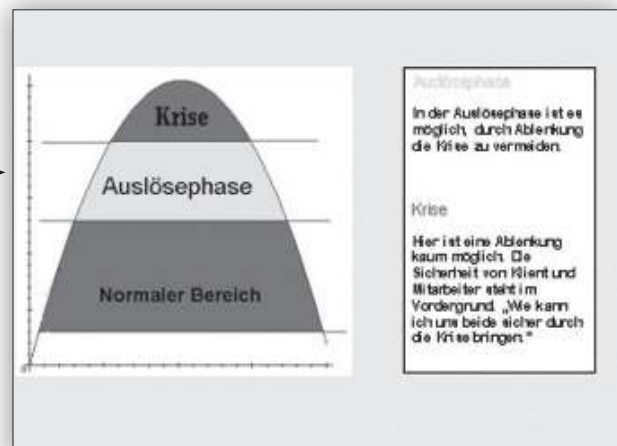 Krise
Auslösephase
Normaler Bereich
Auslösephase
In der Auslösephase ist es
möglich, durch Ablenkung
die Krise zu vermeiden.
Krise
Hier ist eine Ablenkung
kaum möglich. Die
Sicherheit von Klient und
Mitarbeiter steht im
Vordergrund. „Wie kann
ich uns beide sicher durch
die Krise bringen.“